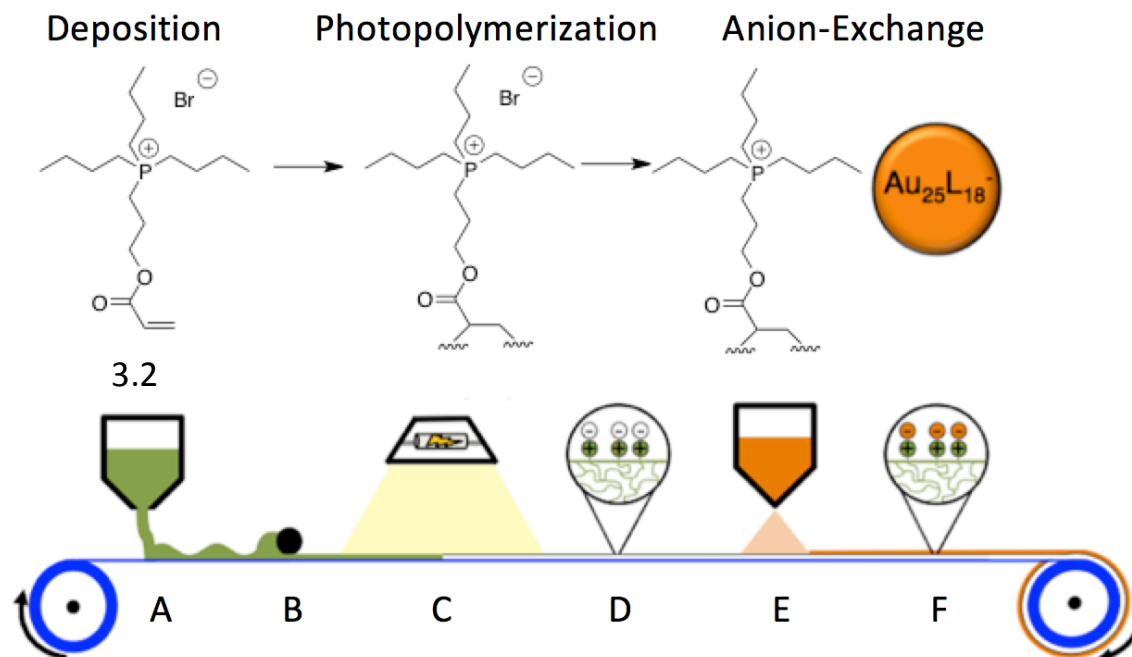 Deposition Photopolymerization Anion-Exchange
Br⊖ Br⊖
P⊕ P⊕ P⊕ Au₂₅L₁₈⁻
O O O
O O O
3.2
A B C D E F